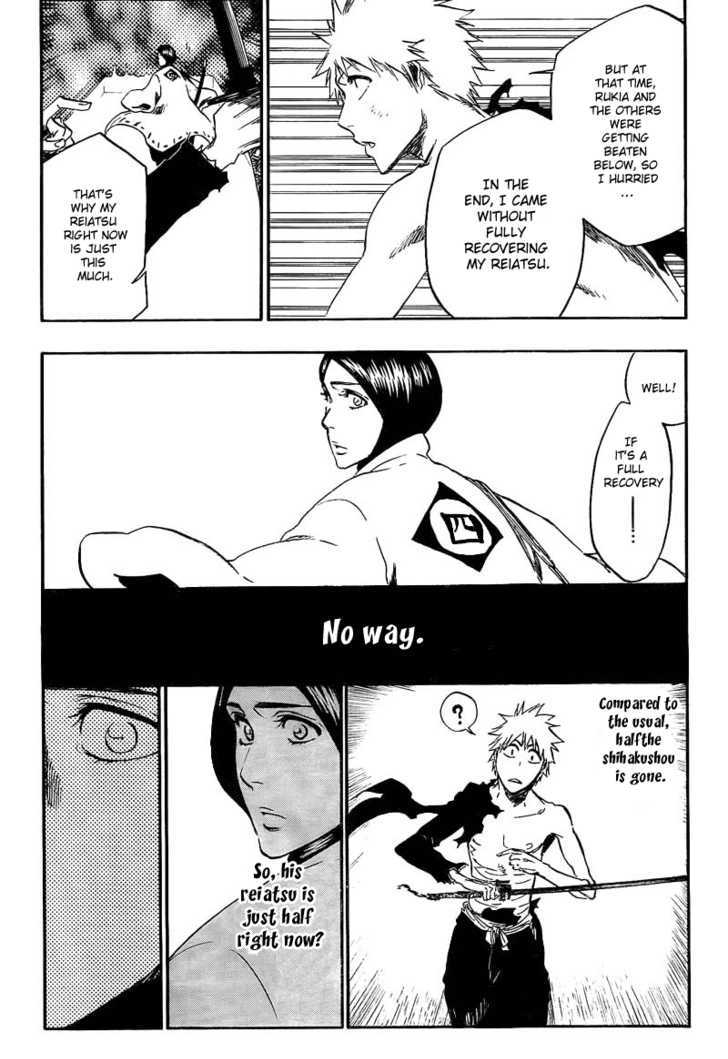 BUT AT
THAT TIME,
RUKIA AND
THE OTHERS
WERE
GETTING
BEATEN
BELOW, SO
I HURRIED
...
IN THE
END, I CAME
WITHOUT
FULLY
RECOVERING
MY REIATSU.
THAT'S
WHY MY
REIATSU
RIGHT NOW
IS JUST
THIS
MUCH.
WELL!
IF
IT'S A
FULL
RECOVERY
...
四
No way.
Compared to
the usual,
halfthe
shihakushou
is gone.
?
So, his
reiatsu is
just half
right now?